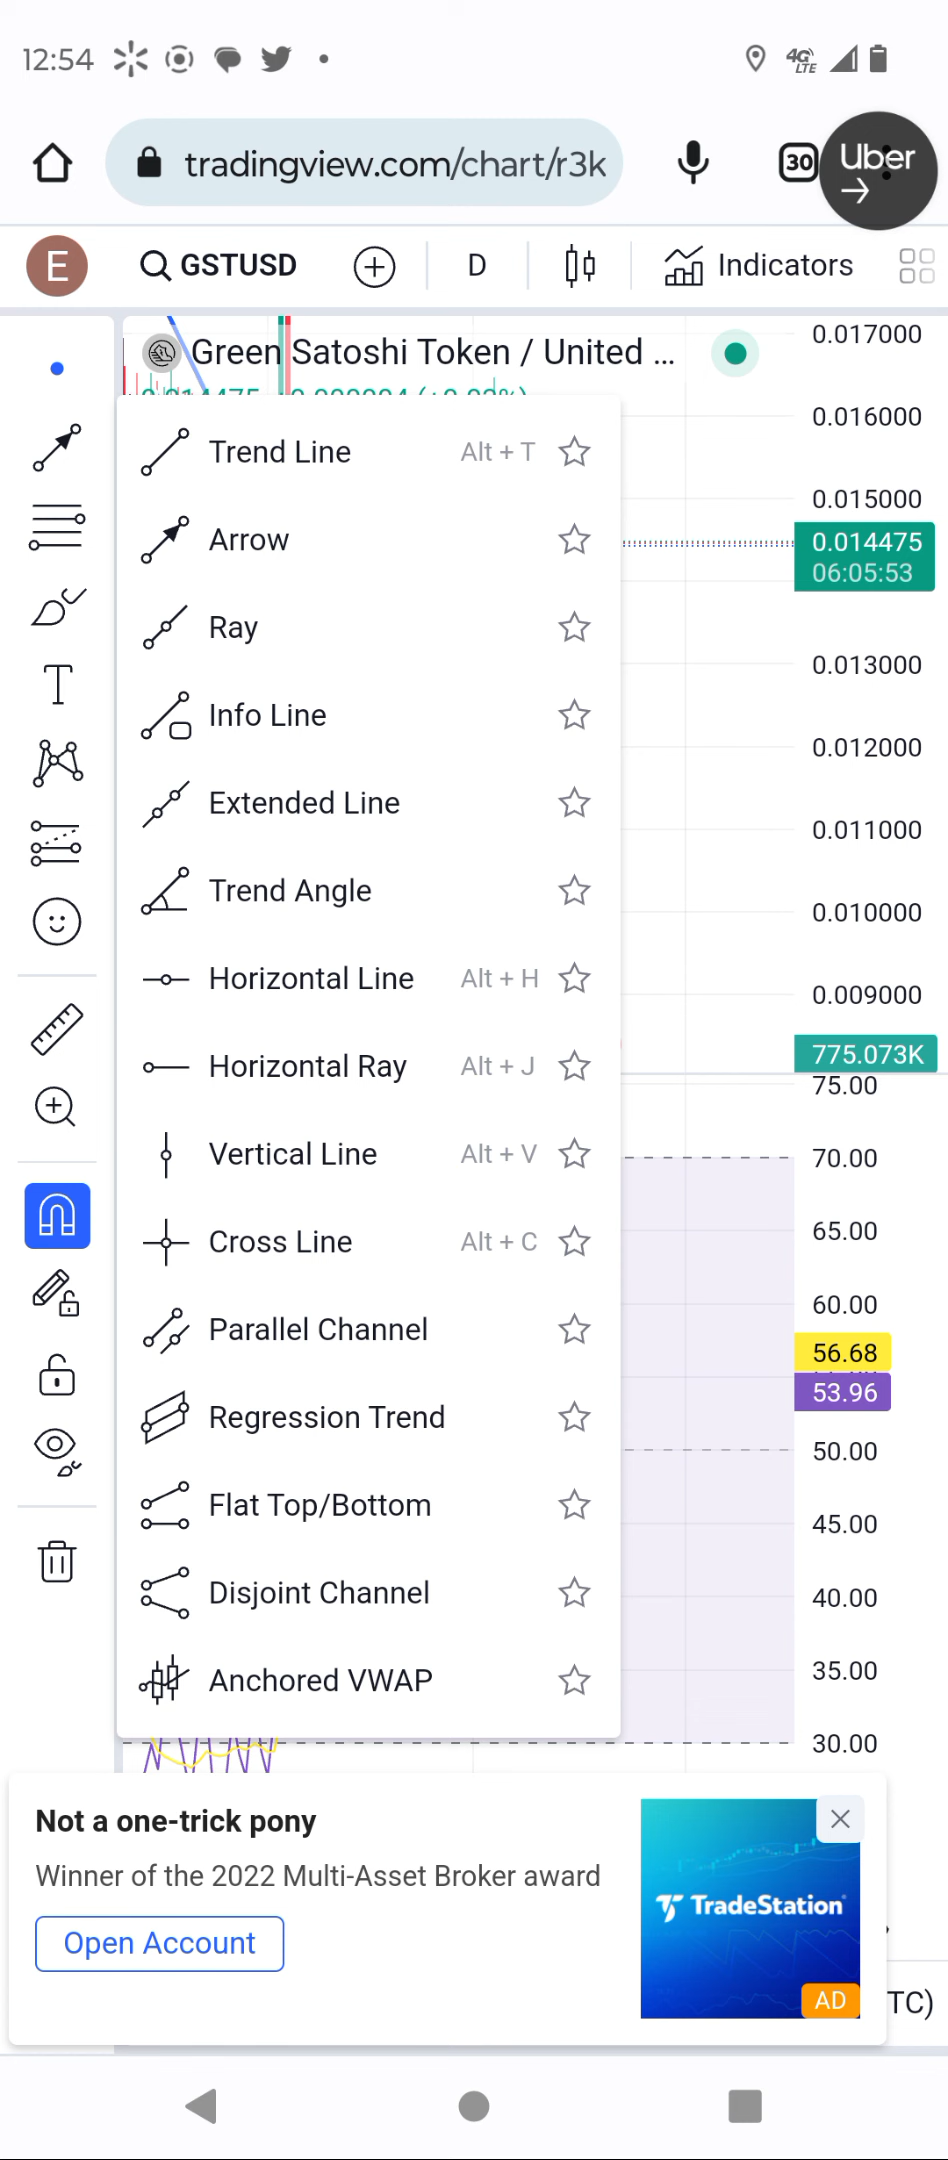 12:54
4G LTE
tradingview.com/chart/r3k
30
Uber
E
GSTUSD
D
Indicators
Green Satoshi Token / United ...
0.017000
0.016000
0.015000
0.014475
06:05:53
0.013000
0.012000
0.011000
0.010000
0.009000
775.073K
75.00
70.00
65.00
60.00
56.68
53.96
50.00
45.00
40.00
35.00
30.00
T
Trend Line Alt + T
Arrow
Ray
Info Line
Extended Line
Trend Angle
Horizontal Line Alt + H
Horizontal Ray Alt + J
Vertical Line Alt + V
Cross Line Alt + C
Parallel Channel
Regression Trend
Flat Top/Bottom
Disjoint Channel
Anchored VWAP
Not a one-trick pony
Winner of the 2022 Multi-Asset Broker award
Open Account
TradeStation
AD
TC)